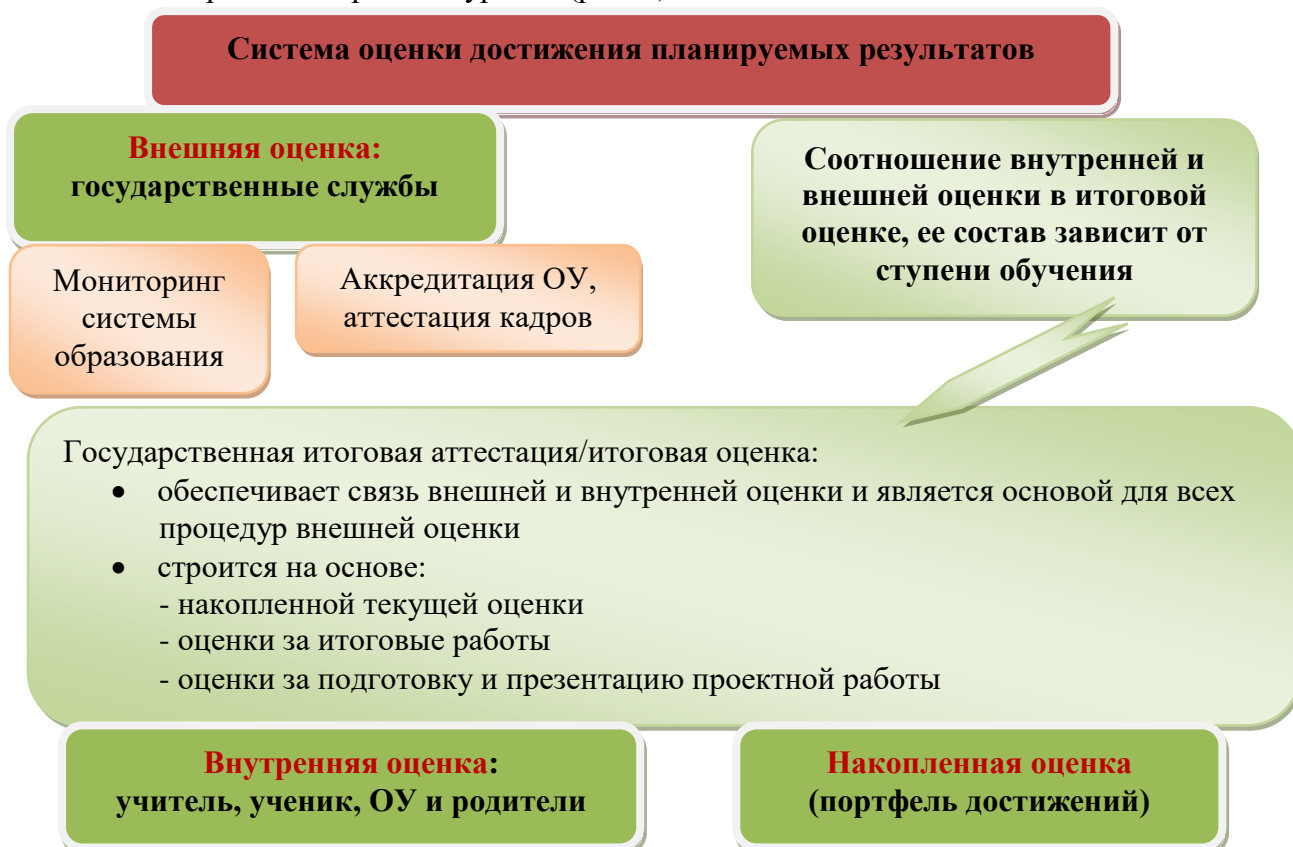 Система оценки достижения планируемых результатов
Внешняя оценка:
государственные службы
Соотношение внутренней и
внешней оценки в итоговой
оценке, ее состав зависит от
ступени обучения
Мониторинг
системы
образования
Аккредитация ОУ,
аттестация кадров
Государственная итоговая аттестация/итоговая оценка:
• обеспечивает связь внешней и внутренней оценки и является основой для всех
процедур внешней оценки
• строится на основе:
- накопленной текущей оценки
- оценки за итоговые работы
- оценки за подготовку и презентацию проектной работы
Внутренняя оценка:
учитель, ученик, ОУ и родители
Накопленная оценка
(портфель достижений)